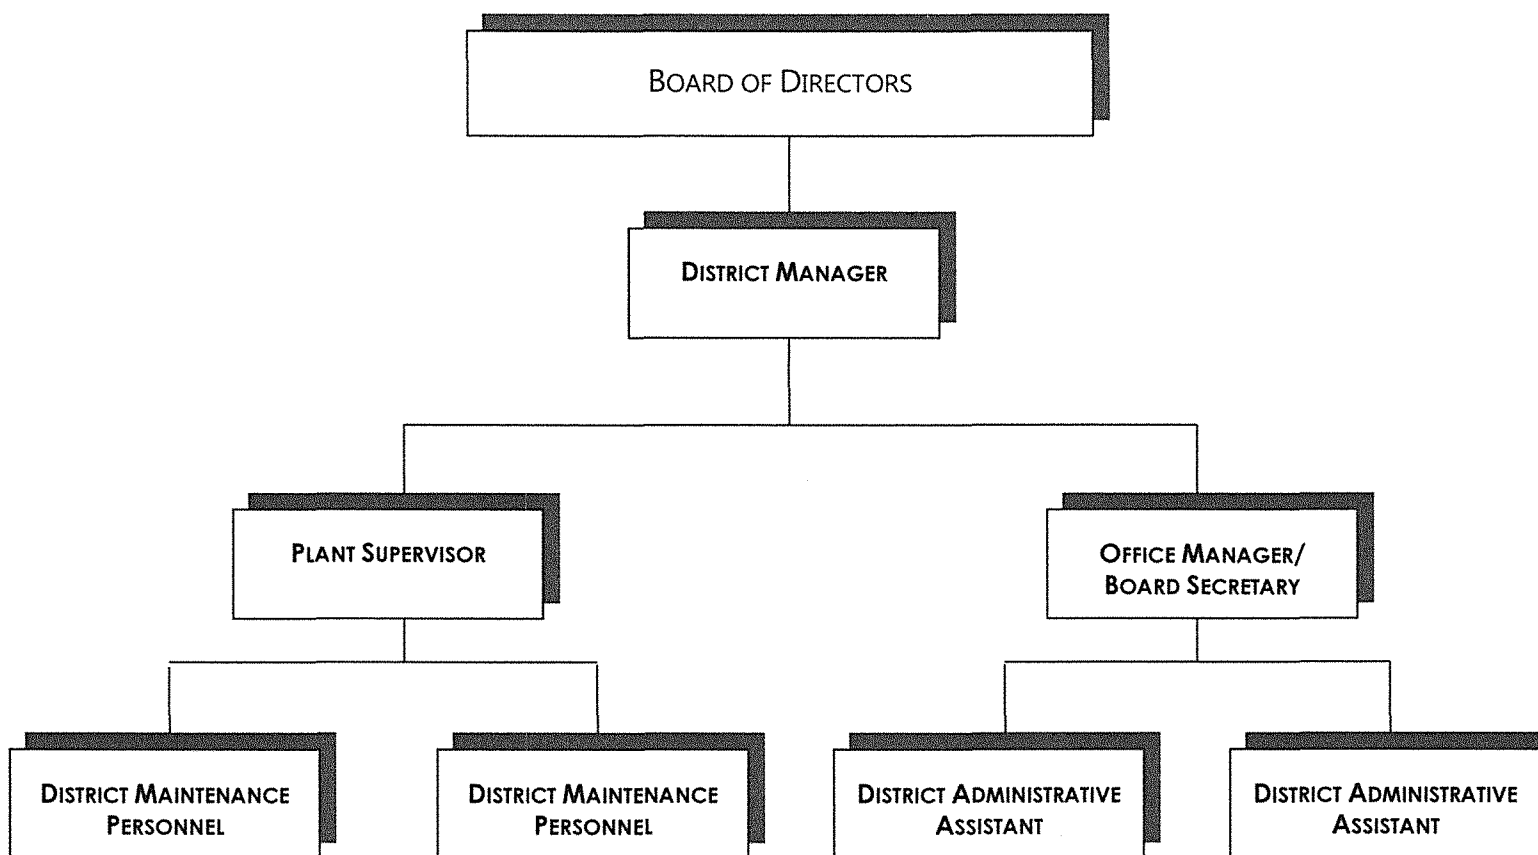 BOARD OF DIRECTORS
DISTRICT MANAGER
PLANT SUPERVISOR
OFFICE MANAGER/
BOARD SECRETARY
DISTRICT MAINTENANCE
PERSONNEL
DISTRICT MAINTENANCE
PERSONNEL
DISTRICT ADMINISTRATIVE
ASSISTANT
DISTRICT ADMINISTRATIVE
ASSISTANT